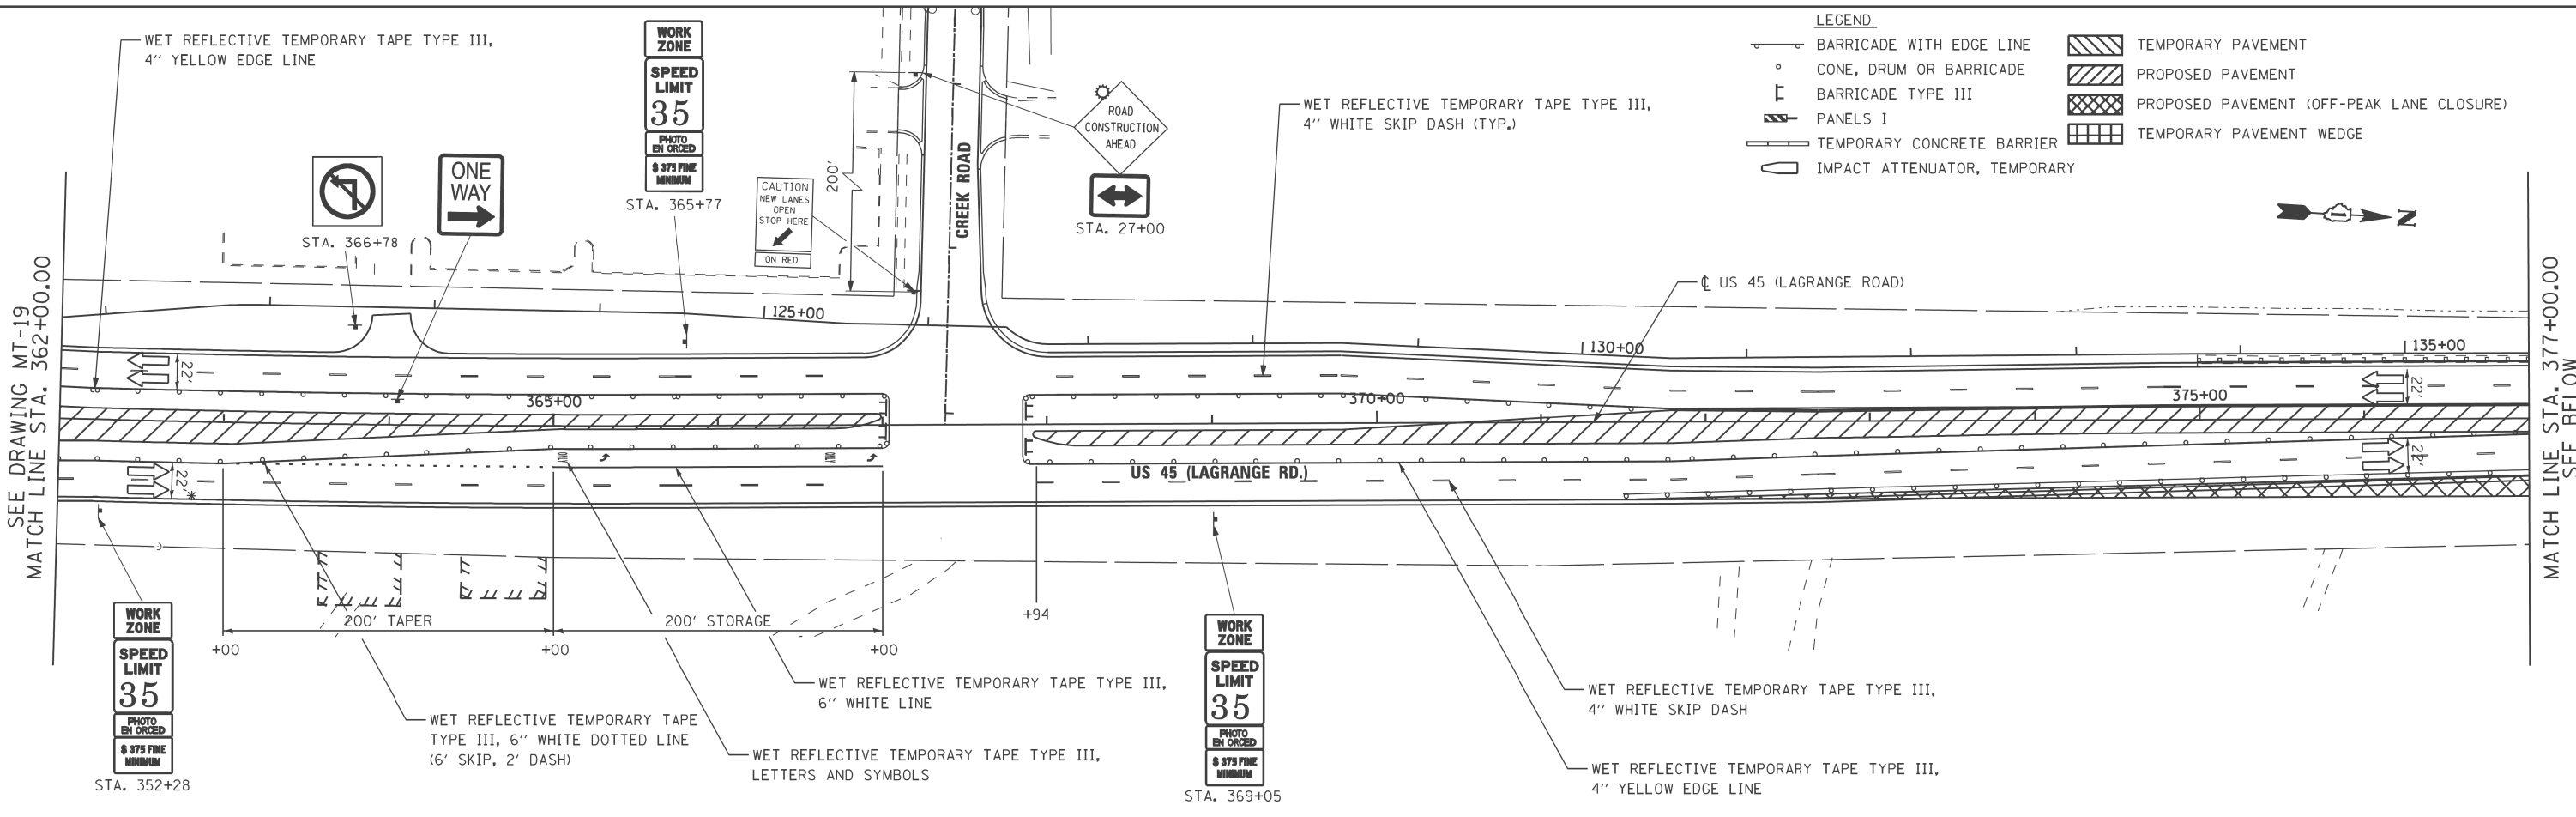 WET REFLECTIVE TEMPORARY TAPE TYPE III,
4'' YELLOW EDGE LINE
WORK
ZONE
SPEED
LIMIT
35
PHOTO
EN ORCED
$ 375 FINE
MINIMUM
STA. 365+77
STA. 366+78
ONE
WAY
CAUTION
NEW LANES
OPEN
STOP HERE
ON RED
200'
CREEK ROAD
ROAD
CONSTRUCTION
AHEAD
STA. 27+00
WET REFLECTIVE TEMPORARY TAPE TYPE III,
4'' WHITE SKIP DASH (TYP.)
LEGEND
BARRICADE WITH EDGE LINE
CONE, DRUM OR BARRICADE
BARRICADE TYPE III
PANELS I
TEMPORARY CONCRETE BARRIER
IMPACT ATTENUATOR, TEMPORARY
TEMPORARY PAVEMENT
PROPOSED PAVEMENT
PROPOSED PAVEMENT (OFF-PEAK LANE CLOSURE)
TEMPORARY PAVEMENT WEDGE
N
℄ US 45 (LAGRANGE ROAD)
SEE DRAWING MT-19
MATCH LINE STA. 362+00.00
MATCH LINE STA. 377+00.00
SEE BELOW
125+00
130+00
135+00
22'
22'
365+00
370+00
375+00
22'
22'
ONLY
ONLY
US 45 (LAGRANGE RD.)
200' TAPER
200' STORAGE
+94
+00
+00
+00
WORK
ZONE
SPEED
LIMIT
35
PHOTO
EN ORCED
$ 375 FINE
MINIMUM
STA. 352+28
WET REFLECTIVE TEMPORARY TAPE
TYPE III, 6'' WHITE DOTTED LINE
(6' SKIP, 2' DASH)
WET REFLECTIVE TEMPORARY TAPE TYPE III,
6'' WHITE LINE
WET REFLECTIVE TEMPORARY TAPE TYPE III,
LETTERS AND SYMBOLS
WORK
ZONE
SPEED
LIMIT
35
PHOTO
EN ORCED
$ 375 FINE
MINIMUM
STA. 369+05
WET REFLECTIVE TEMPORARY TAPE TYPE III,
4'' WHITE SKIP DASH
WET REFLECTIVE TEMPORARY TAPE TYPE III,
4'' YELLOW EDGE LINE